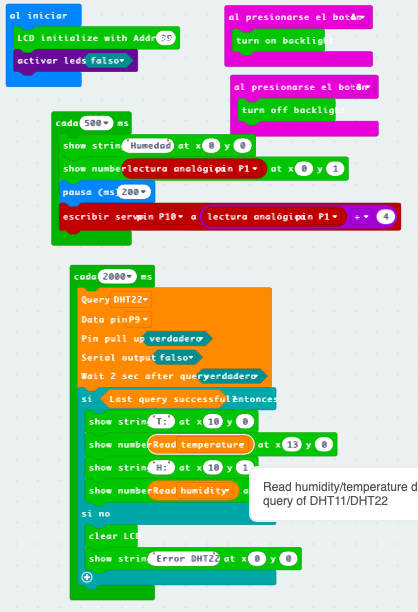 al iniciar
LCD initialize with Addr 39
activar leds falso
al presionarse el botón A
turn on backlight
al presionarse el botón B
turn off backlight
cada 500 ms
show string "Humedad" at x 0 y 0
show number lectura analógica pin P1 at x 0 y 1
pausa (ms) 200
escribir servo pin P10 a lectura analógica pin P1 ÷ 4
cada 2000 ms
Query DHT22
Data pin P9
Pin pull up verdadero
Serial output falso
Wait 2 sec after query verdadero
si Last query successful? entonces
show string "T:" at x 10 y 0
show number Read temperature at x 13 y 0
show string "H:" at x 10 y 1
show number Read humidity a
Read humidity/temperature d
query of DHT11/DHT22
si no
clear LCD
show string "Error DHT22" at x 0 y 0